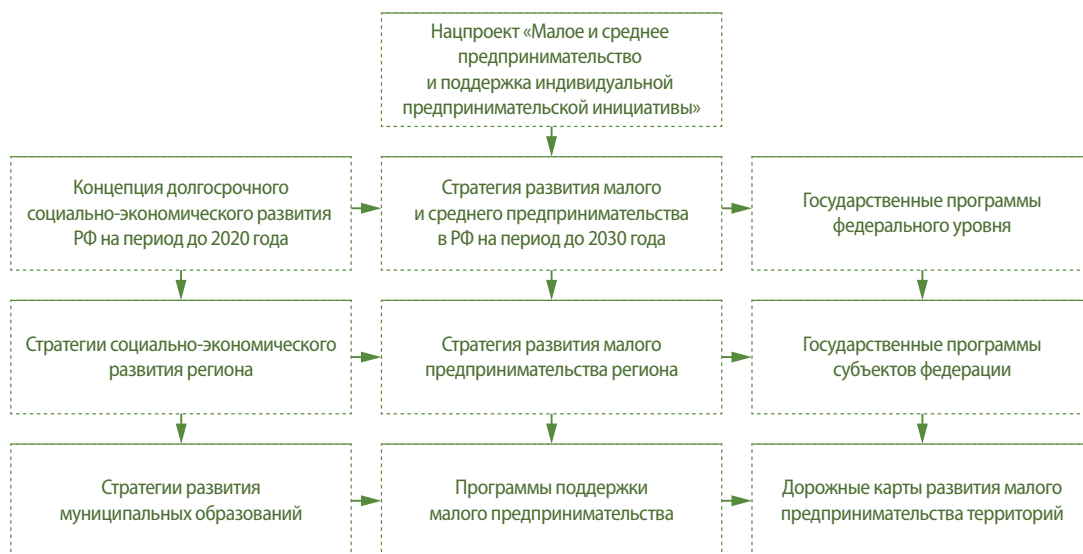 Нацпроект «Малое и среднее
предпринимательство
и поддержка индивидуальной
предпринимательской инициативы»
Концепция долгосрочного
социально-экономического развития
РФ на период до 2020 года
Стратегия развития малого
и среднего предпринимательства
в РФ на период до 2030 года
Государственные программы
федерального уровня
Стратегии социально-экономического
развития региона
Стратегия развития малого
предпринимательства региона
Государственные программы
субъектов федерации
Стратегии развития
муниципальных образований
Программы поддержки
малого предпринимательства
Дорожные карты развития малого
предпринимательства территорий